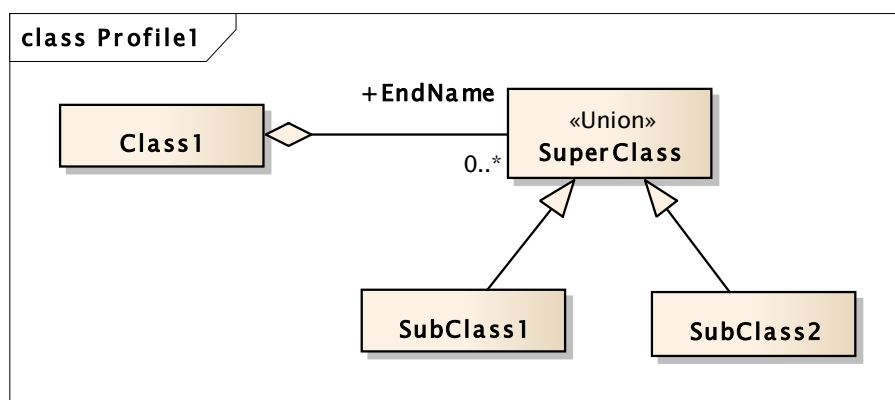 class Profile1
+EndName
«Union»
Class1
SuperClass
0..*
SubClass1
SubClass2